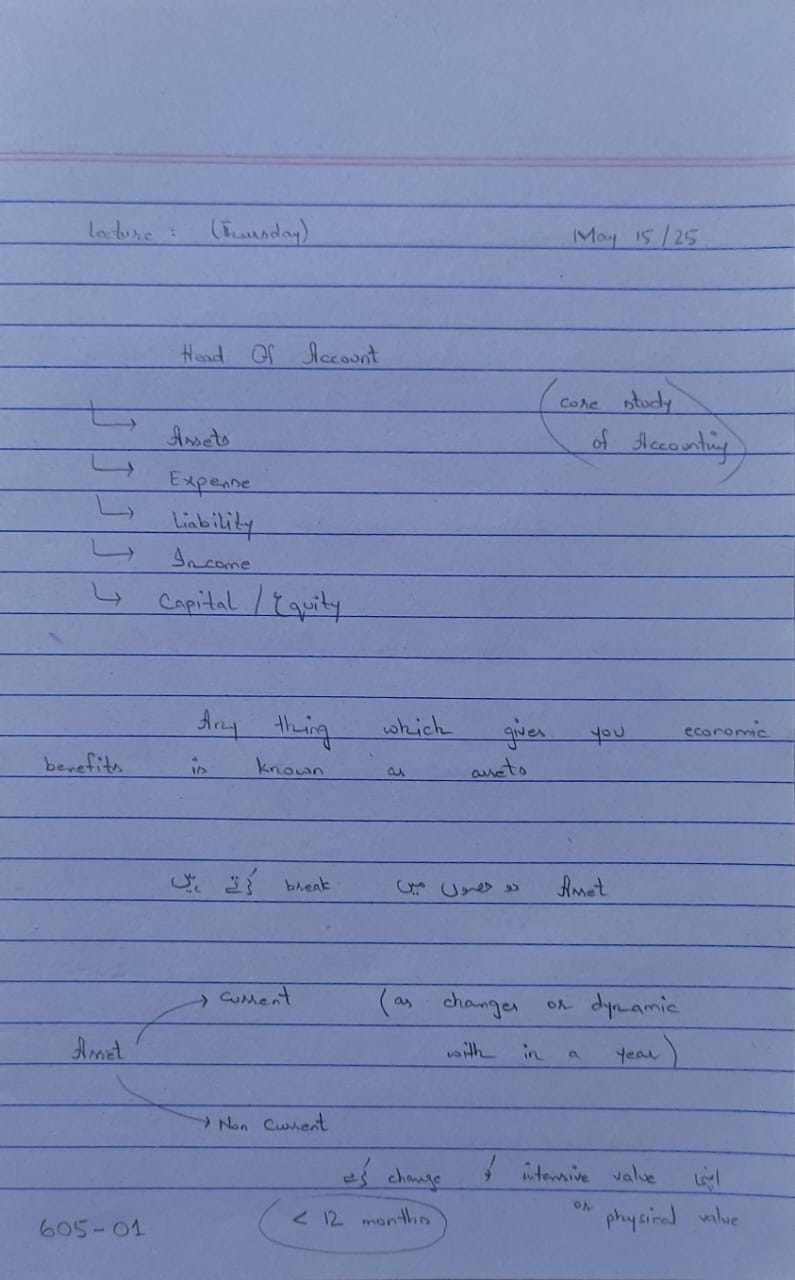 Lecture : (Thursday) May 15/25
Head Of Account
(core study
of Accounting)
↳ Assets
↳ Expense
↳ Liability
↳ Income
↳ Capital / Equity
Any thing which gives you economic
benefits is known as assets
Asset دو حصوں میں break کرتے ہیں
→ Current (as changes or dynamic
Asset with in a year)
→ Non Current
اپنی intensive value change کرے
or physical value
< 12 months
605-01